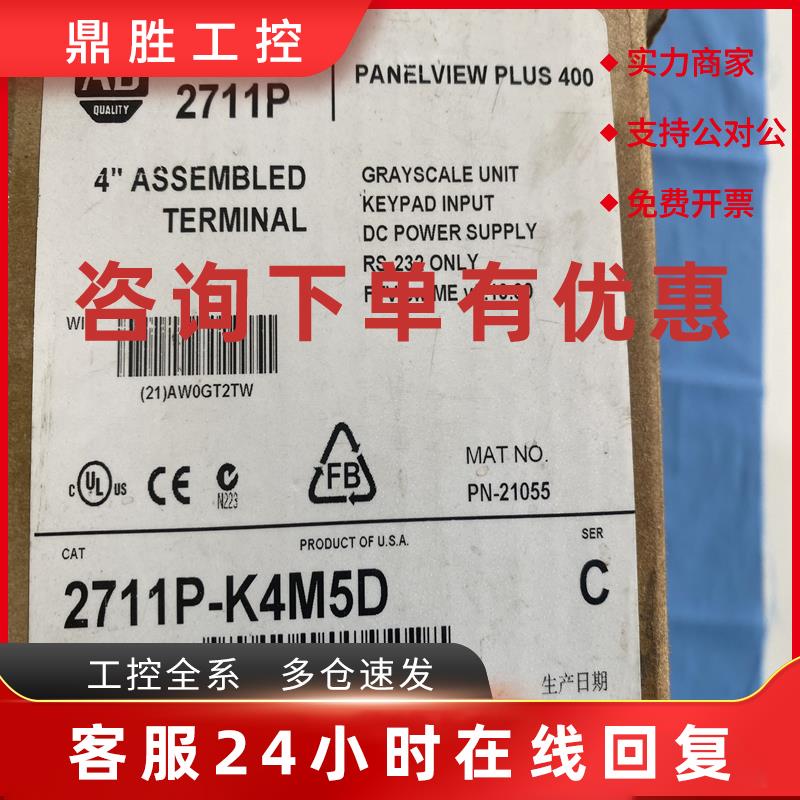 鼎胜工控
AB
QUALITY
2711P
PANELVIEW PLUS 400
实力商家
支持公对公
免费开票
4" ASSEMBLED
TERMINAL
GRAYSCALE UNIT
KEYPAD INPUT
DC POWER SUPPLY
RS-232 ONLY
咨询下单有优惠
(21)AW0GT2TW
C UL US
CE
N223
FB
MAT NO.
PN-21055
CAT
PRODUCT OF U.S.A.
SER
2711P-K4M5D
C
工控全系 多仓速发
生产日期
客服24小时在线回复